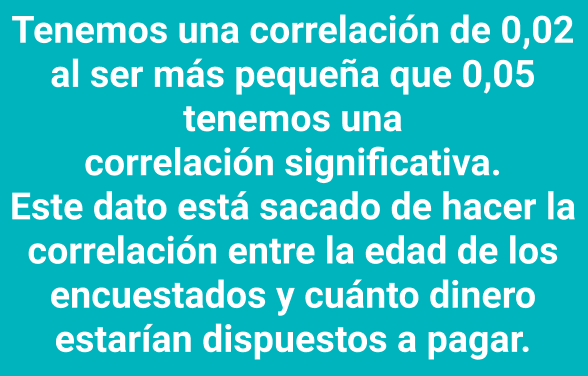 Tenemos una correlación de 0,02
al ser más pequeña que 0,05
tenemos una
correlación significativa.
Este dato está sacado de hacer la
correlación entre la edad de los
encuestados y cuánto dinero
estarían dispuestos a pagar.